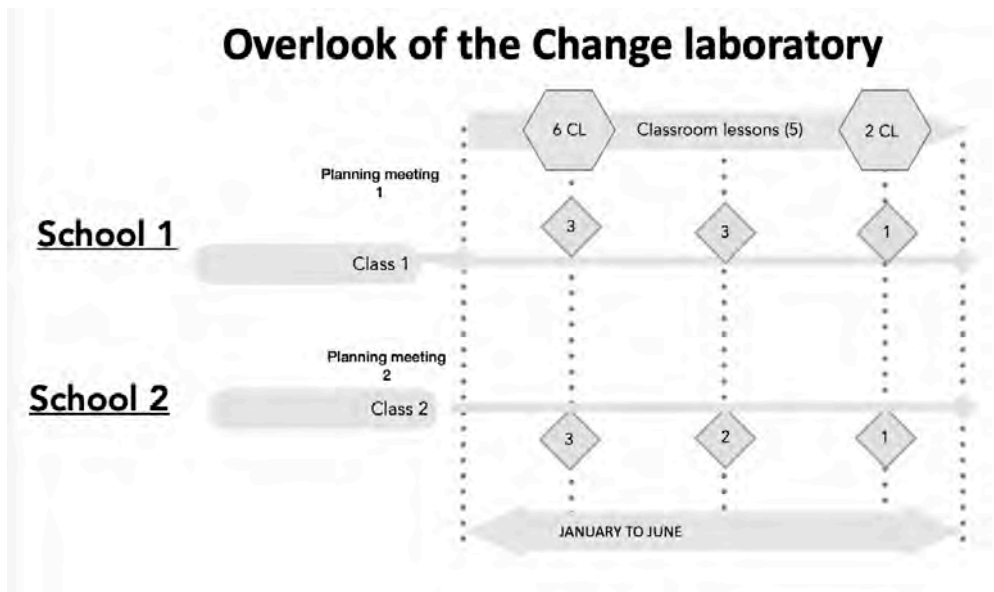 Overlook of the Change laboratory
6 CL
Classroom lessons (5)
2 CL
Planning meeting
1
School 1
Class 1
3
3
1
Planning meeting
2
School 2
Class 2
3
2
1
JANUARY TO JUNE